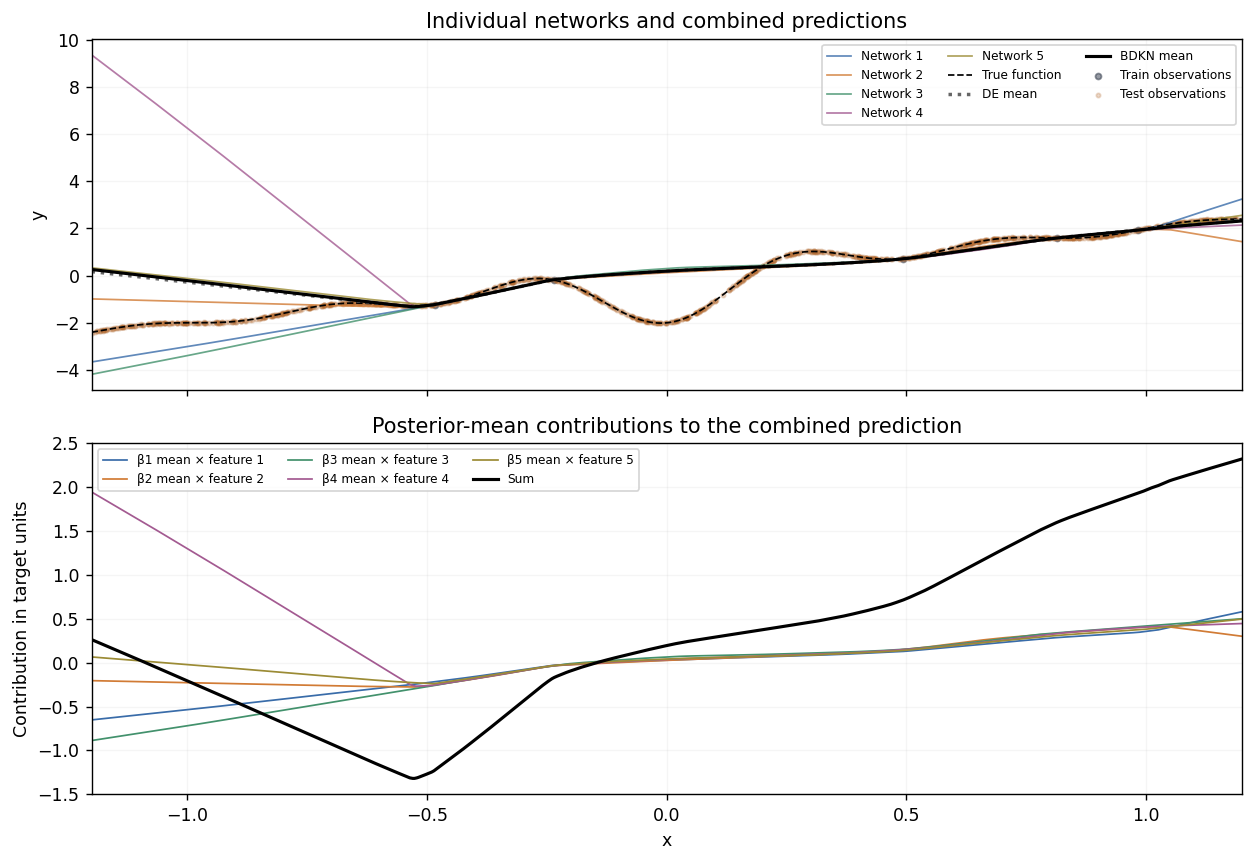 Individual networks and combined predictions
10
8
6
4
2
0
−2
−4
y
Network 1
Network 2
Network 3
Network 4
Network 5
True function
DE mean
BDKN mean
Train observations
Test observations
Posterior-mean contributions to the combined prediction
2.5
2.0
1.5
1.0
0.5
0.0
−0.5
−1.0
−1.5
Contribution in target units
β1 mean × feature 1
β2 mean × feature 2
β3 mean × feature 3
β4 mean × feature 4
β5 mean × feature 5
Sum
−1.0
−0.5
0.0
0.5
1.0
x